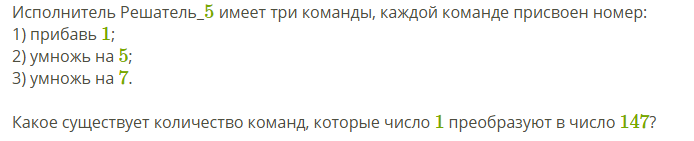 Исполнитель Решатель_5 имеет три команды, каждой команде присвоен номер:
1) прибавь 1;
2) умножь на 5;
3) умножь на 7.
Какое существует количество команд, которые число 1 преобразуют в число 147?